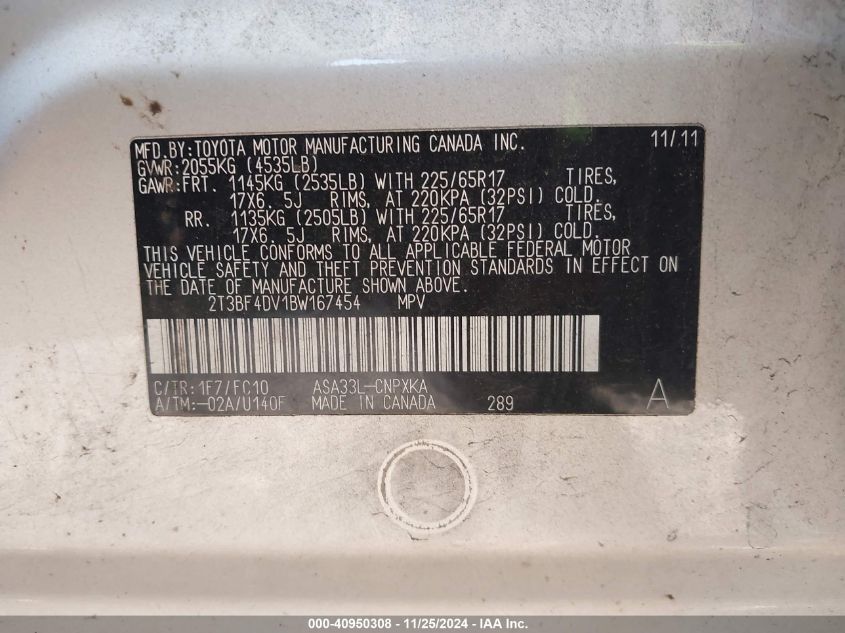 MFD. BY: TOYOTA MOTOR MANUFACTURING CANADA INC. 11/11
GVWR: 2055KG (4535LB)
GAWR: FRT. 1145KG (2535LB) WITH 225/65R17 TIRES,
17X6. 5J RIMS, AT 220KPA (32PSI) COLD.
RR. 1135KG (2505LB) WITH 225/65R17 TIRES,
17X6. 5J RIMS, AT 220KPA (32PSI) COLD.
THIS VEHICLE CONFORMS TO ALL APPLICABLE FEDERAL MOTOR
VEHICLE SAFETY AND THEFT PREVENTION STANDARDS IN EFFECT ON
THE DATE OF MANUFACTURE SHOWN ABOVE.
2T3BF4DV1BW167454 MPV
C/TR: 1F7/FC10 ASA33L-CNPXKA
A/TM: -02A/U140F MADE IN CANADA 289 A
000-40950308 - 11/25/2024 - IAA Inc.